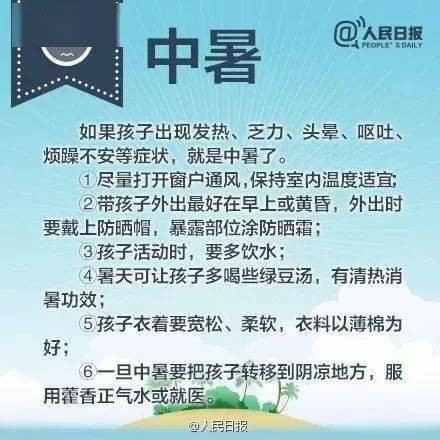 @人民日报
PEOPLE'S DAILY
中暑
如果孩子出现发热、乏力、头晕、呕吐、
烦躁不安等症状，就是中暑了。
①尽量打开窗户通风,保持室内温度适宜;
②带孩子外出最好在早上或黄昏，外出时
要戴上防晒帽，暴露部位涂防晒霜；
③孩子活动时，要多饮水；
④暑天可让孩子多喝些绿豆汤，有清热消
暑功效；
⑤孩子衣着要宽松、柔软，衣料以薄棉为
好；
⑥一旦中暑要把孩子转移到阴凉地方，服
用藿香正气水或就医。
@人民日报